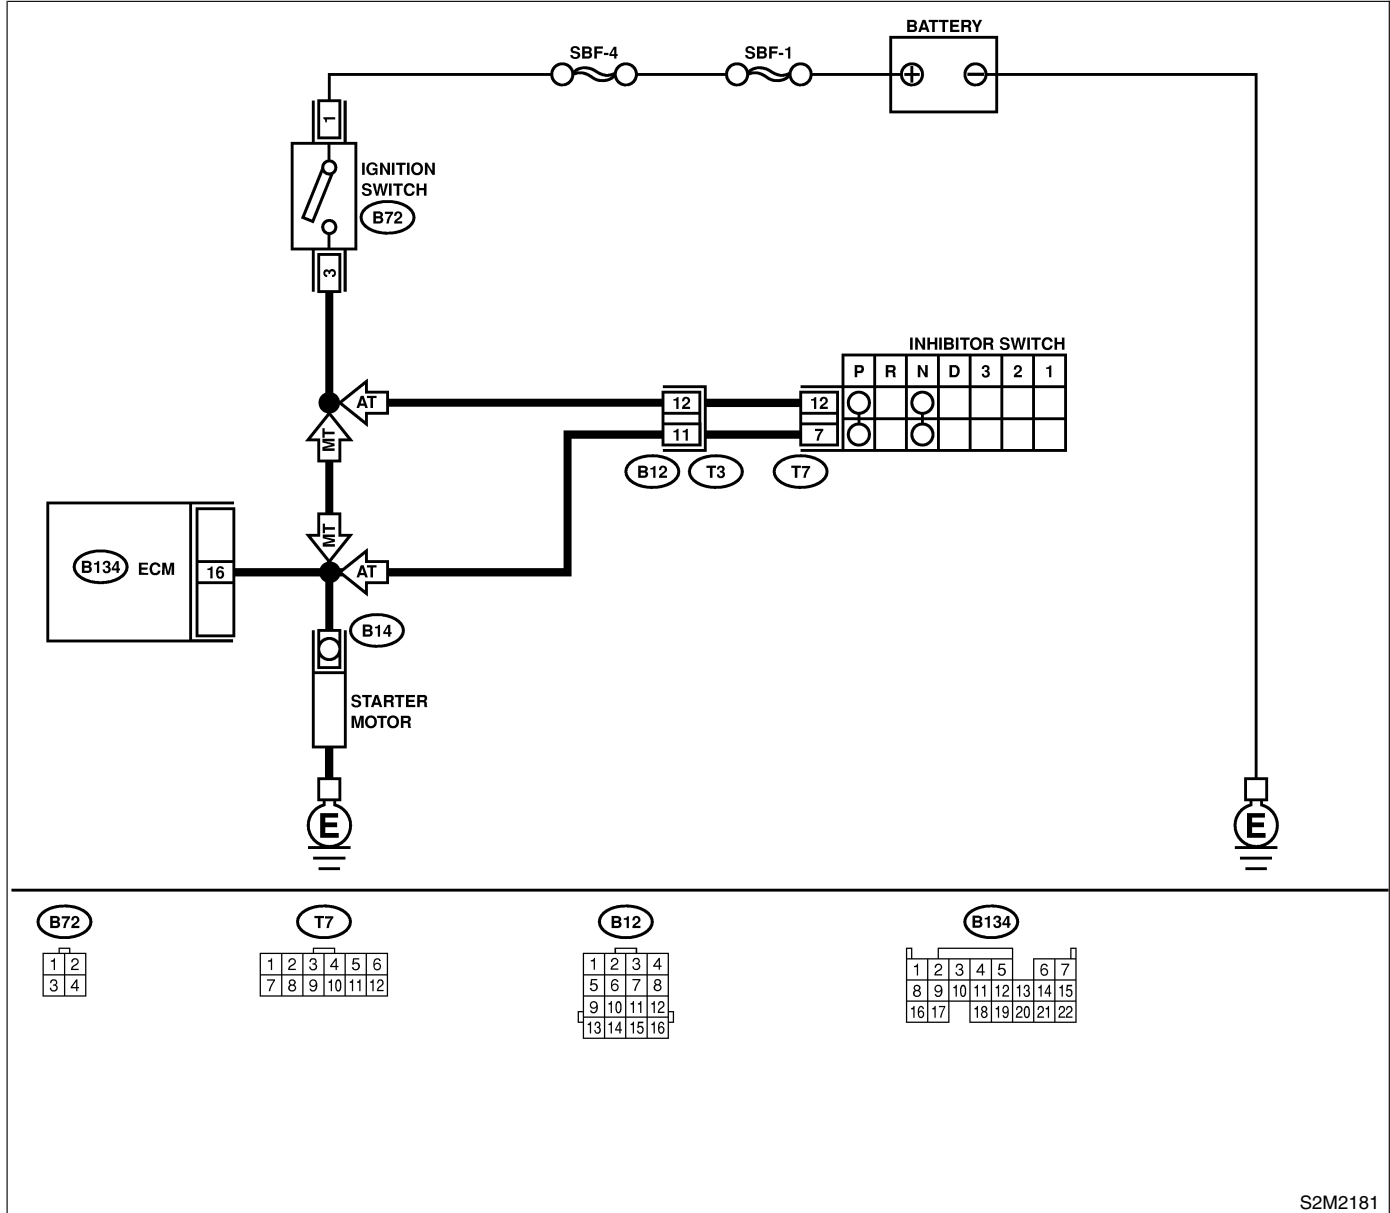 BATTERY
SBF-4
SBF-1
1
IGNITION
SWITCH
B72
3
INHIBITOR SWITCH
P R N D 3 2 1
AT
12
12
MT
11
7
B12
T3
T7
MT
B134
ECM
16
AT
B14
STARTER
MOTOR
E
E
B72
1 2
3 4
T7
1 2 3 4 5 6
7 8 9 10 11 12
B12
1 2 3 4
5 6 7 8
9 10 11 12
13 14 15 16
B134
1 2 3 4 5 6 7
8 9 10 11 12 13 14 15
16 17 18 19 20 21 22
S2M2181